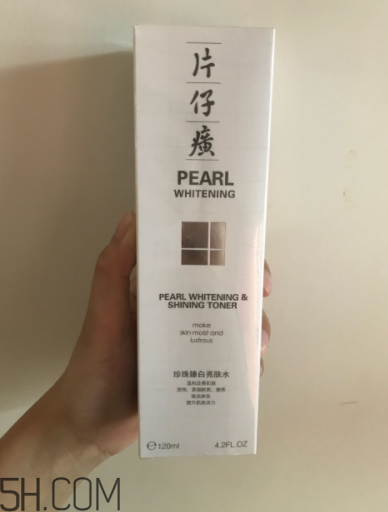 片
仔
癀
PEARL
WHITENING
PEARL WHITENING &
SHINING TONER
make
skin moist and
lustrous
珍珠臻白亮肤水
℮120ml
4.2FL.OZ
5H.COM